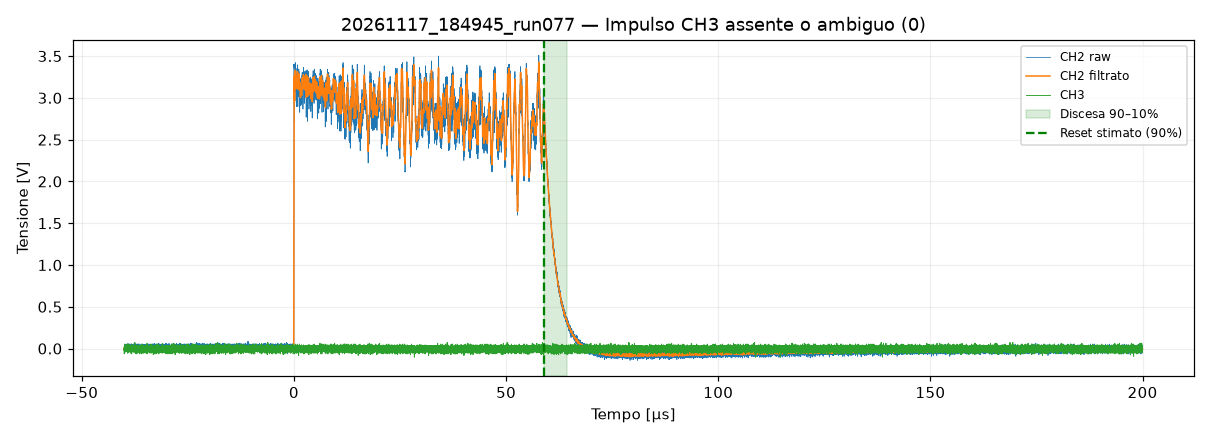 20261117_184945_run077 — Impulso CH3 assente o ambiguo (0)
Tensione [V]
3.5
3.0
2.5
2.0
1.5
1.0
0.5
0.0
CH2 raw
CH2 filtrato
CH3
Discesa 90–10%
Reset stimato (90%)
−50
0
50
100
150
200
Tempo [µs]